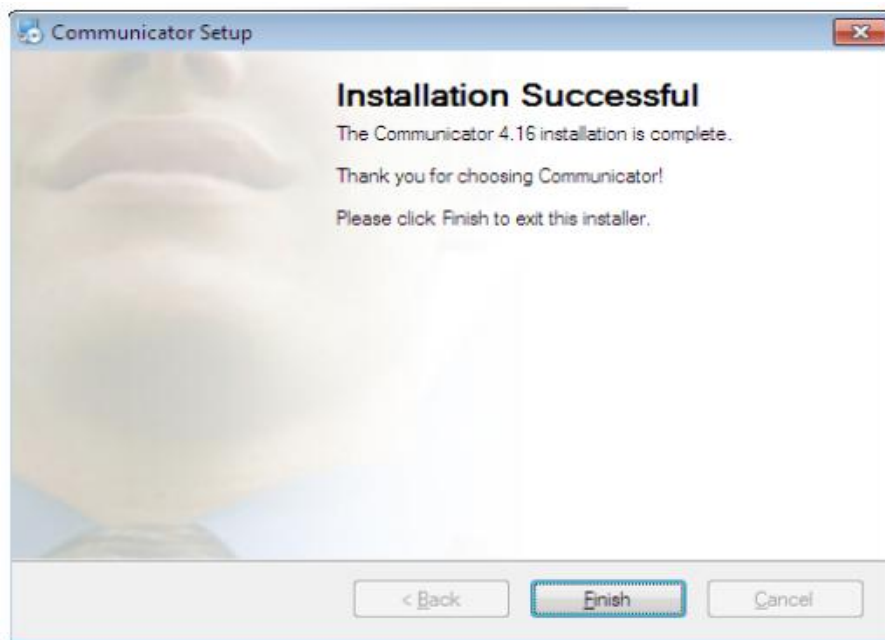 Communicator Setup
Installation Successful
The Communicator 4.16 installation is complete.
Thank you for choosing Communicator!
Please click Finish to exit this installer.
< Back
Finish
Cancel